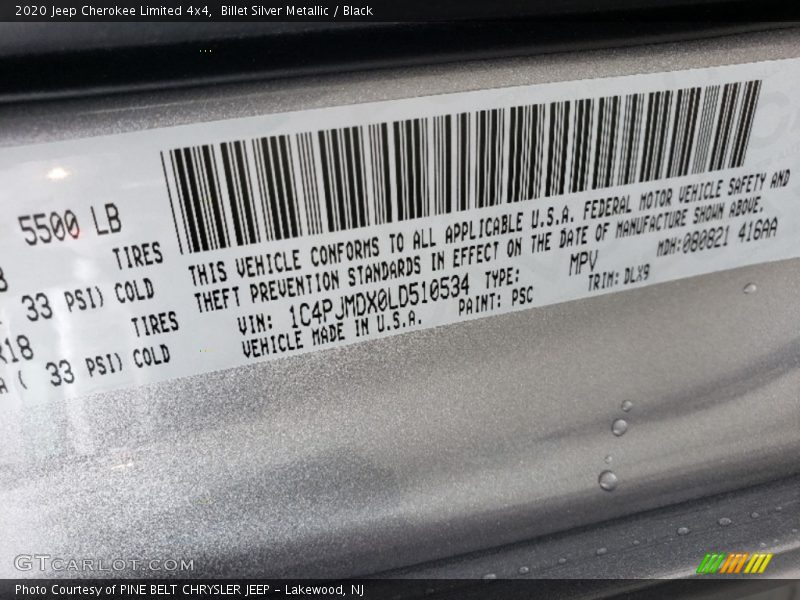 2020 Jeep Cherokee Limited 4x4, Billet Silver Metallic / Black
5500 LB
TIRES
33 PSI) COLD
TIRES
R18
33 PSI) COLD
THIS VEHICLE CONFORMS TO ALL APPLICABLE U.S.A. FEDERAL MOTOR VEHICLE SAFETY AND
THEFT PREVENTION STANDARDS IN EFFECT ON THE DATE OF MANUFACTURE SHOWN ABOVE.
VIN: 1C4PJMDX0LD510534 TYPE: MPV MDH:080821 416AA
VEHICLE MADE IN U.S.A. PAINT: PSC TRIM: DLX9
GTCARLOT.COM
Photo Courtesy of PINE BELT CHRYSLER JEEP - Lakewood, NJ